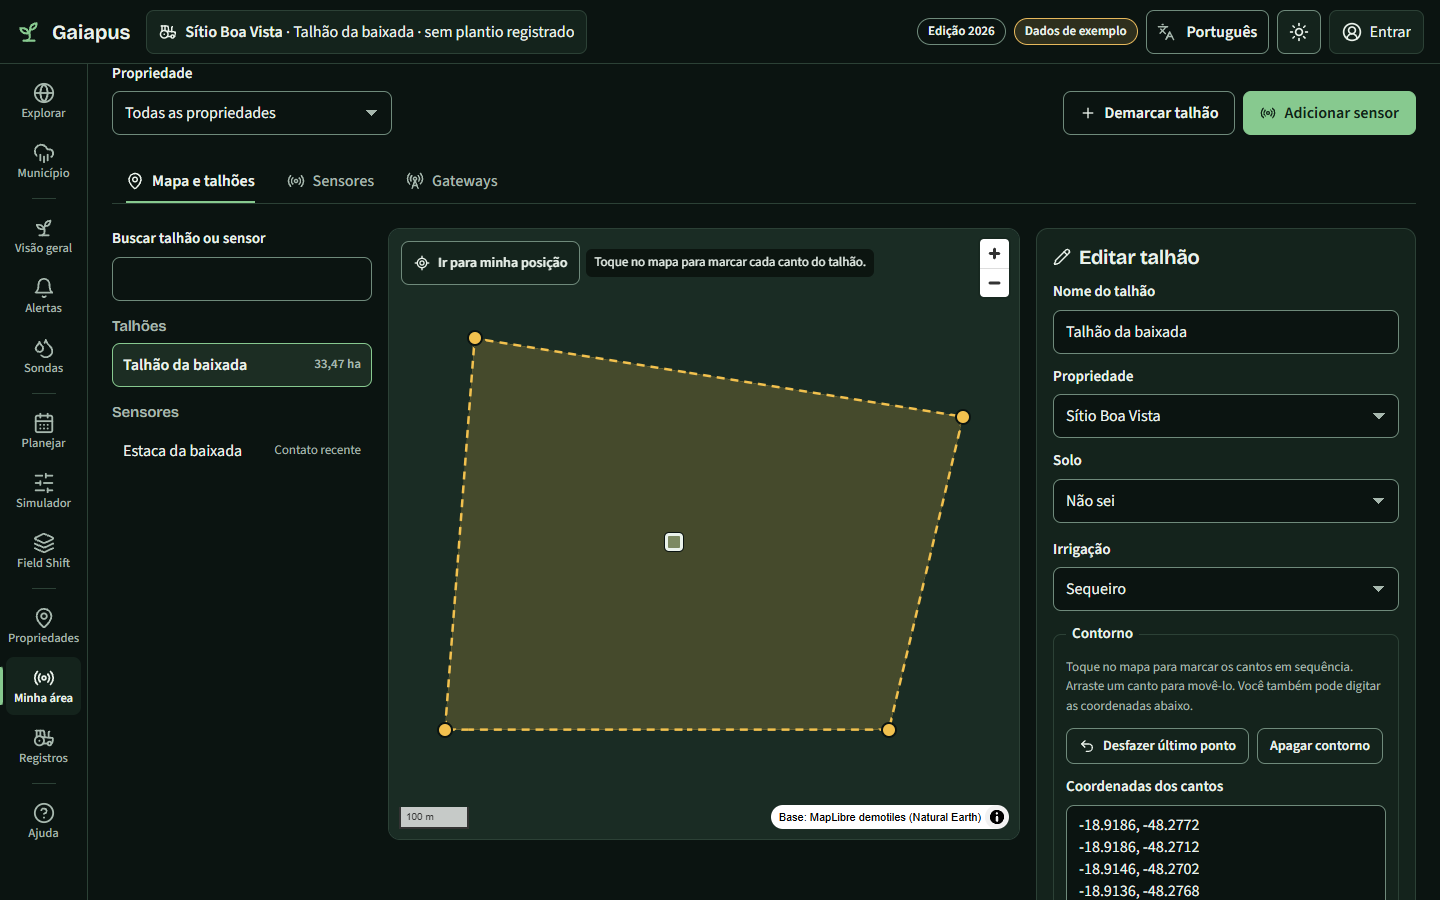 Gaiapus
Sítio Boa Vista · Talhão da baixada · sem plantio registrado
Edição 2026
Dados de exemplo
Português
Entrar
Explorar
Município
Visão geral
Alertas
Sondas
Planejar
Simulador
Field Shift
Propriedades
Minha área
Registros
Ajuda
Propriedade
Todas as propriedades
Demarcar talhão
Adicionar sensor
Mapa e talhões
Sensores
Gateways
Buscar talhão ou sensor
Talhões
Talhão da baixada 33,47 ha
Sensores
Estaca da baixada Contato recente
Ir para minha posição
Toque no mapa para marcar cada canto do talhão.
+
−
100 m
Base: MapLibre demotiles (Natural Earth)
Editar talhão
Nome do talhão
Talhão da baixada
Propriedade
Sítio Boa Vista
Solo
Não sei
Irrigação
Sequeiro
Contorno
Toque no mapa para marcar os cantos em sequência.
Arraste um canto para movê-lo. Você também pode digitar
as coordenadas abaixo.
Desfazer último ponto
Apagar contorno
Coordenadas dos cantos
-18.9186, -48.2772
-18.9186, -48.2712
-18.9146, -48.2702
-18.9136, -48.2768